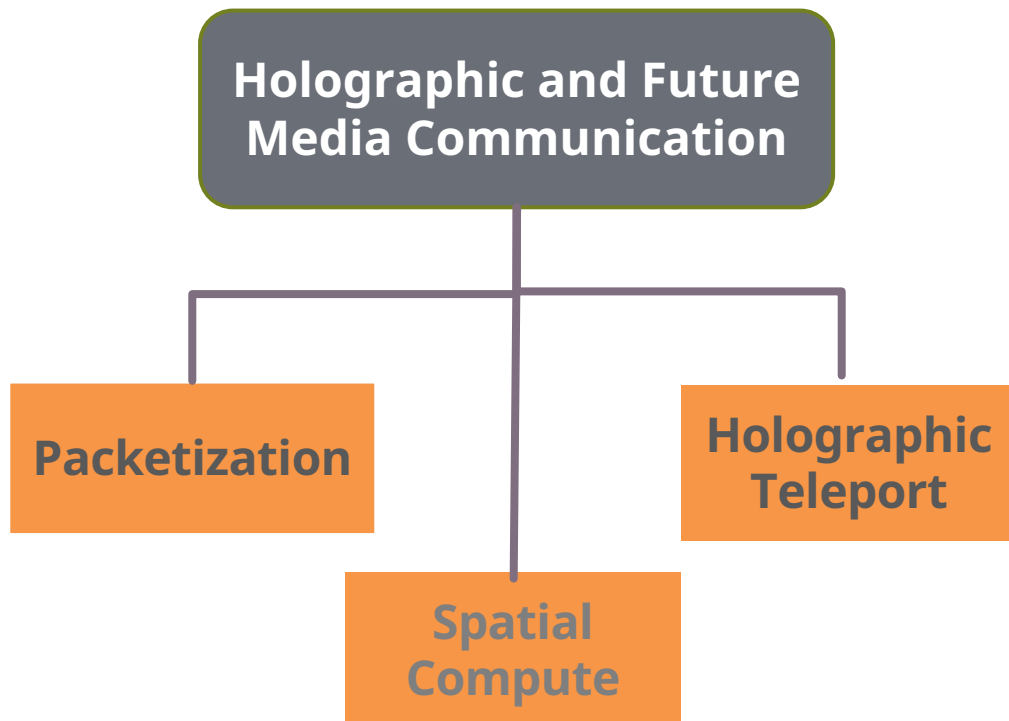 Holographic and Future
Media Communication
Packetization
Holographic
Teleport
Spatial
Compute